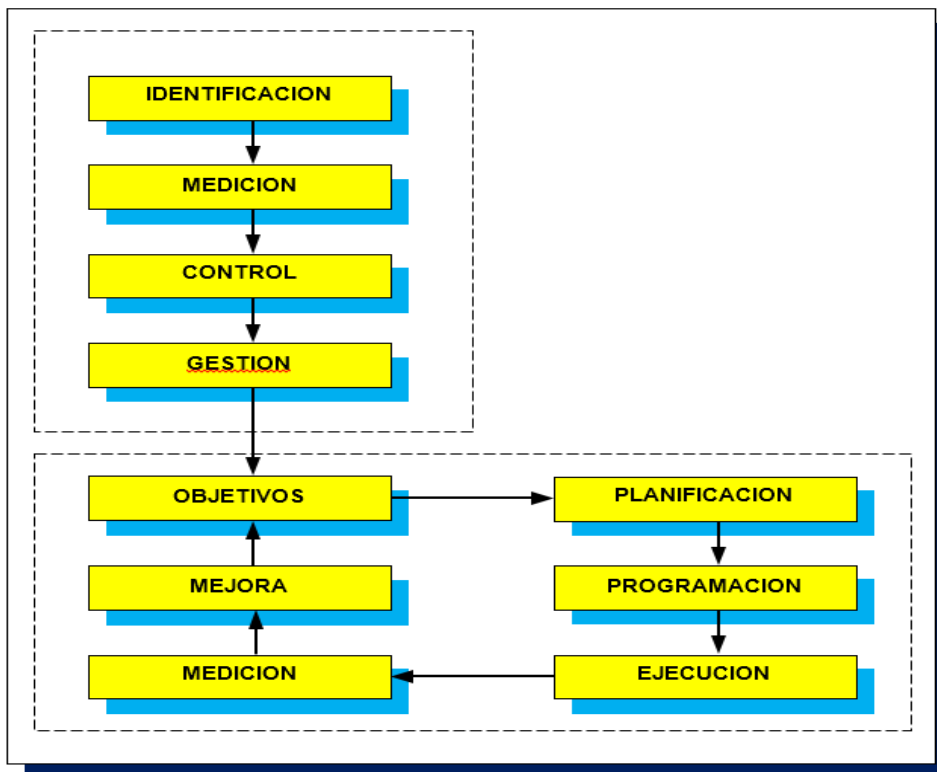 IDENTIFICACION
MEDICION
CONTROL
GESTION
OBJETIVOS
PLANIFICACION
MEJORA
PROGRAMACION
MEDICION
EJECUCION